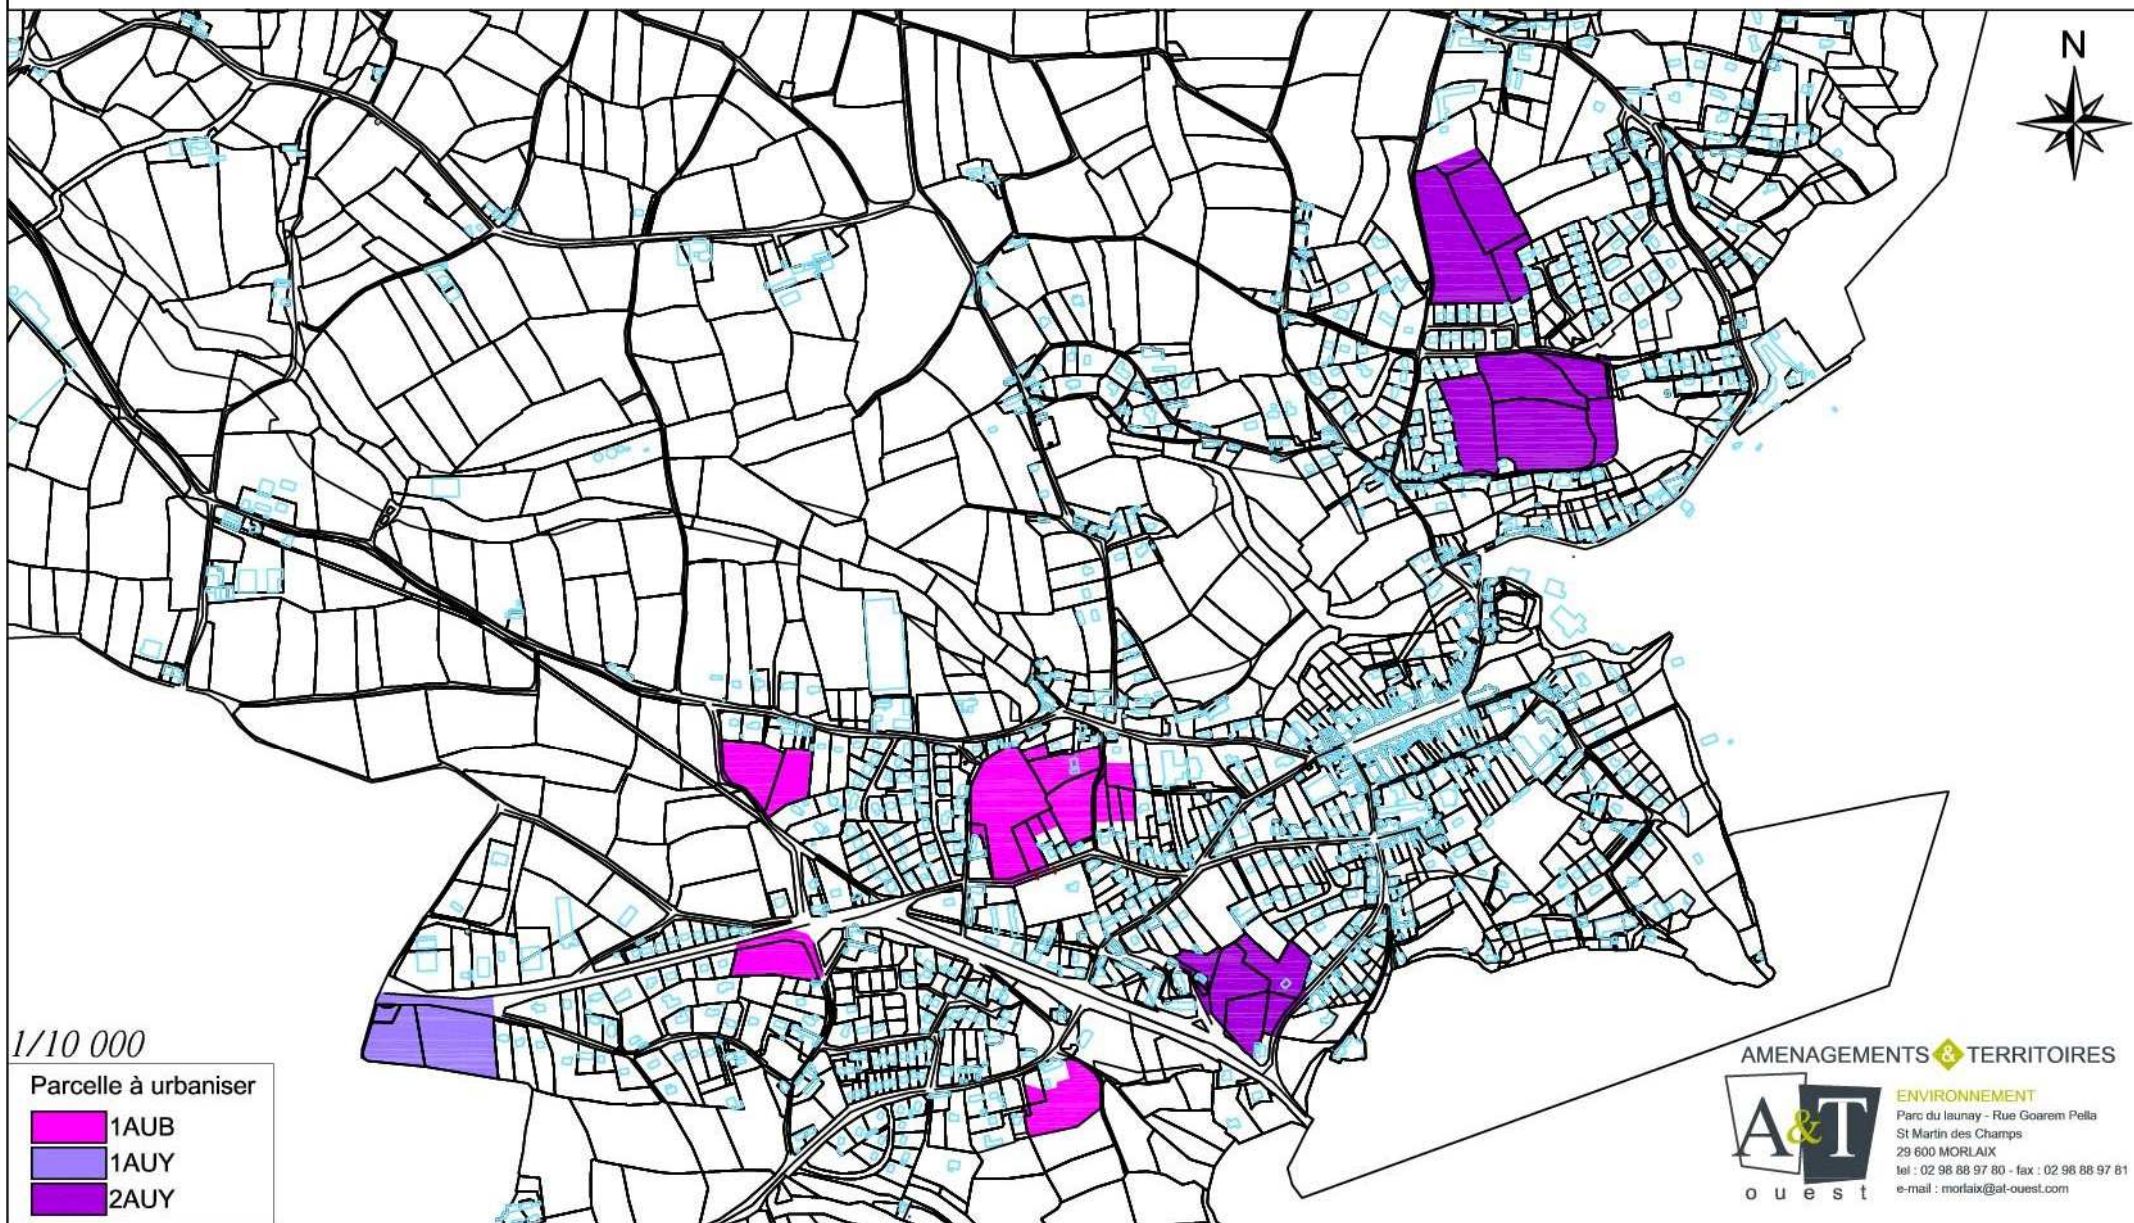 N
1/10 000
Parcelle à urbaniser
1AUB
1AUY
2AUY
AMENAGEMENTS & TERRITOIRES
A&T
ouest
ENVIRONNEMENT
Parc du launay - Rue Goarem Pella
St Martin des Champs
29 600 MORLAIX
tel : 02 98 88 97 80 - fax : 02 98 88 97 81
e-mail : morlaix@at-ouest.com